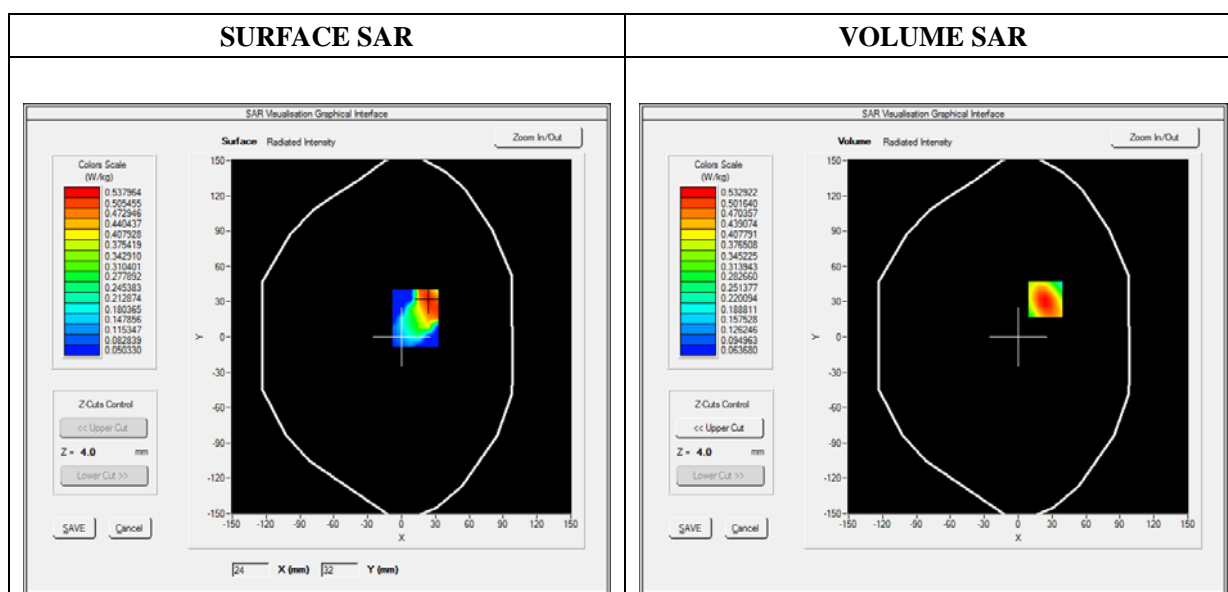 SURFACE SAR
VOLUME SAR
SAR Visualisation Graphical Interface
Surface Radiated Intensity
Zoom In/Out
Colors Scale
(W/kg)
0.537964
0.505455
0.472946
0.440437
0.407928
0.375419
0.342910
0.310401
0.277892
0.245383
0.212874
0.180365
0.147856
0.115347
0.082839
0.050330
Z-Cuts Control
<< Upper Cut
Z = 4.0 mm
Lower Cut >>
SAVE Cancel
150
120
90
60
30
0
-30
-60
-90
-120
-150
Y
-150 -120 -90 -60 -30 0 30 60 90 120 150
X
24 X (mm) 32 Y (mm)
SAR Visualisation Graphical Interface
Volume Radiated Intensity
Zoom In/Out
Colors Scale
(W/kg)
0.532922
0.501640
0.470357
0.439074
0.407791
0.376508
0.345225
0.313943
0.282660
0.251377
0.220094
0.188811
0.157528
0.126246
0.094963
0.063680
Z-Cuts Control
<< Upper Cut
Z = 4.0 mm
Lower Cut >>
SAVE Cancel
150
120
90
60
30
0
-30
-60
-90
-120
-150
Y
-150 -120 -90 -60 -30 0 30 60 90 120 150
X